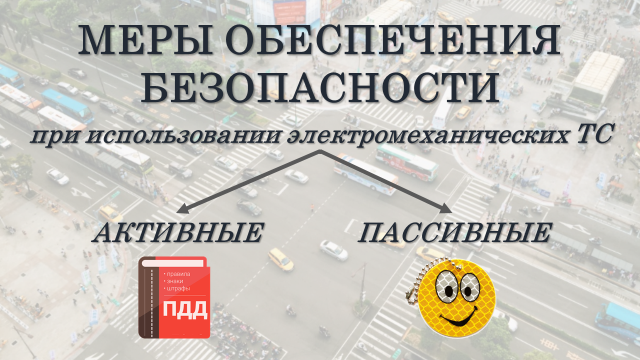 МЕРЫ ОБЕСПЕЧЕНИЯ
БЕЗОПАСНОСТИ
при использовании электромеханических ТС
АКТИВНЫЕ
ПАССИВНЫЕ
• правила
• знаки
• штрафы
ПДД